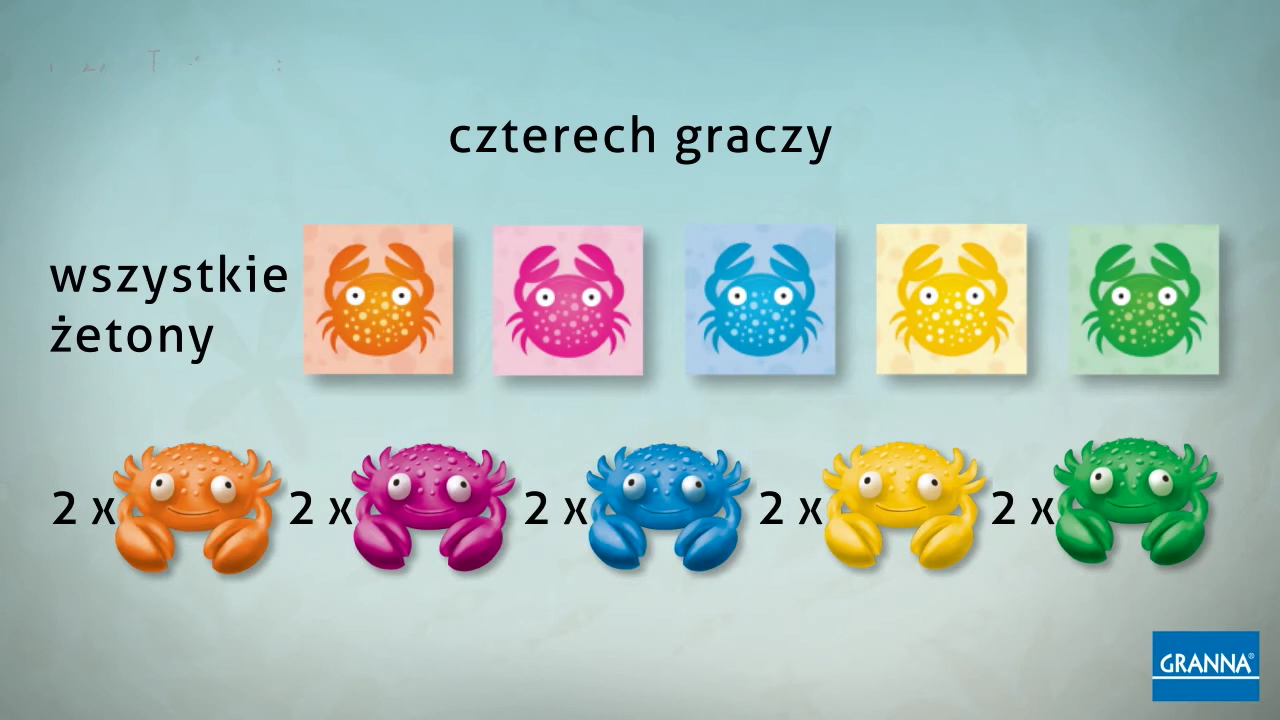 czterech graczy
wszystkie
żetony
2 x 2 x 2 x 2 x 2 x
GRANNA®